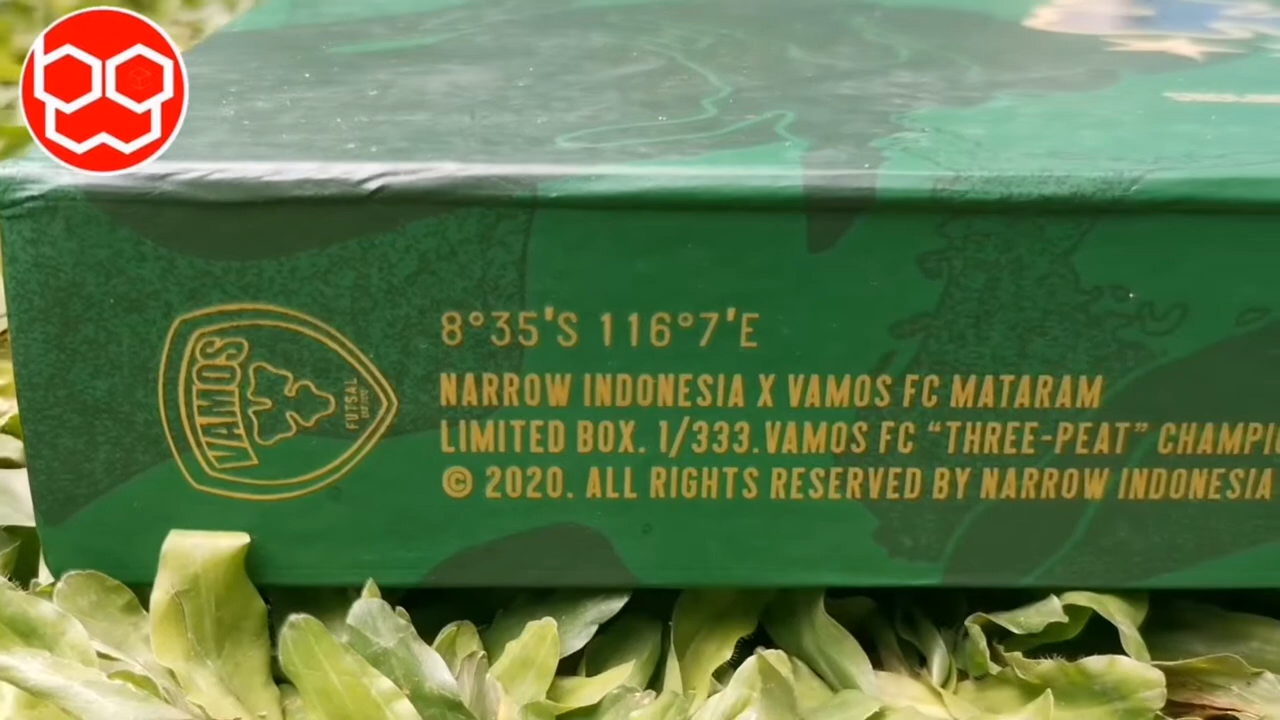 8°35'S 116°7'E
NARROW INDONESIA X VAMOS FC MATARAM
LIMITED BOX. 1/333. VAMOS FC “THREE-PEAT”
© 2020. ALL RIGHTS RESERVED BY NARROW INDONESIA
VAMOS
FUTSAL